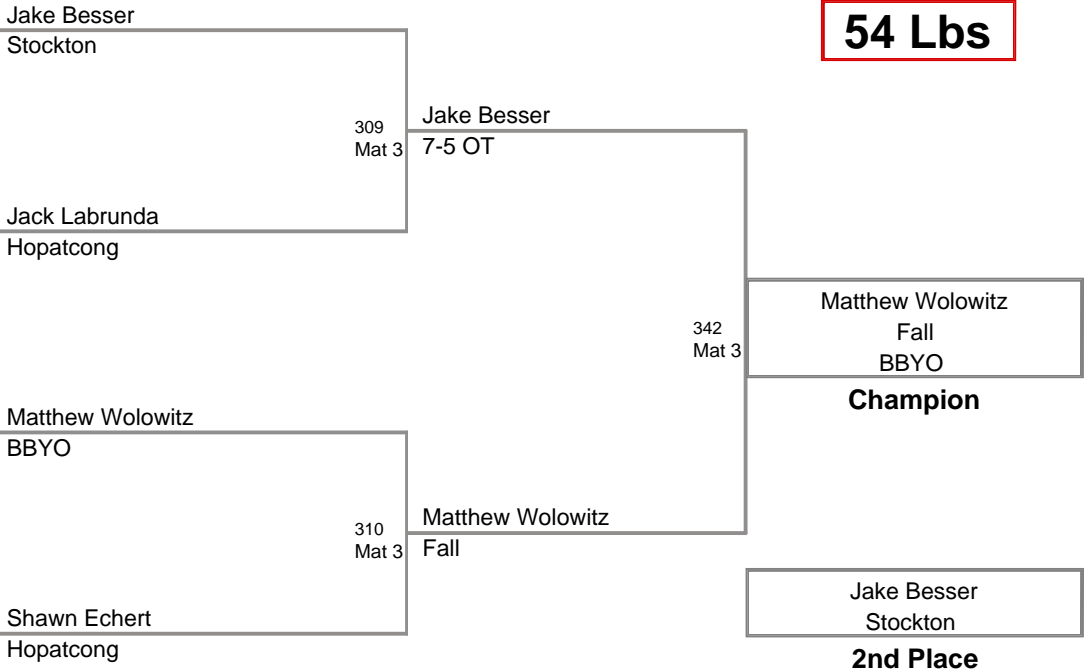 Jake Besser
Stockton
54 Lbs
309
Mat 3
Jake Besser
7-5 OT
Jack Labrunda
Hopatcong
342
Mat 3
Matthew Wolowitz
Fall
BBYO
Champion
Matthew Wolowitz
BBYO
310
Mat 3
Matthew Wolowitz
Fall
Shawn Echert
Hopatcong
Jake Besser
Stockton
2nd Place